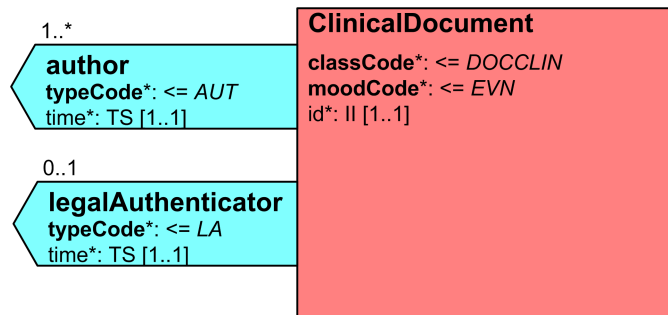 1..*
author
typeCode*: <= AUT
time*: TS [1..1]
0..1
legalAuthenticator
typeCode*: <= LA
time*: TS [1..1]
ClinicalDocument
classCode*: <= DOCCLIN
moodCode*: <= EVN
id*: II [1..1]